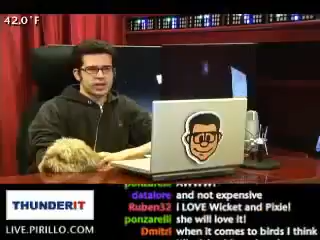 42.0°F
THUNDERIT
LIVE.PIRILLO.COM
ponzarelli AWWW!
datalore and not expensive
Ruben32 I LOVE Wicket and Pixie!
ponzarelli she will love it!
Dmitri when it comes to birds I think